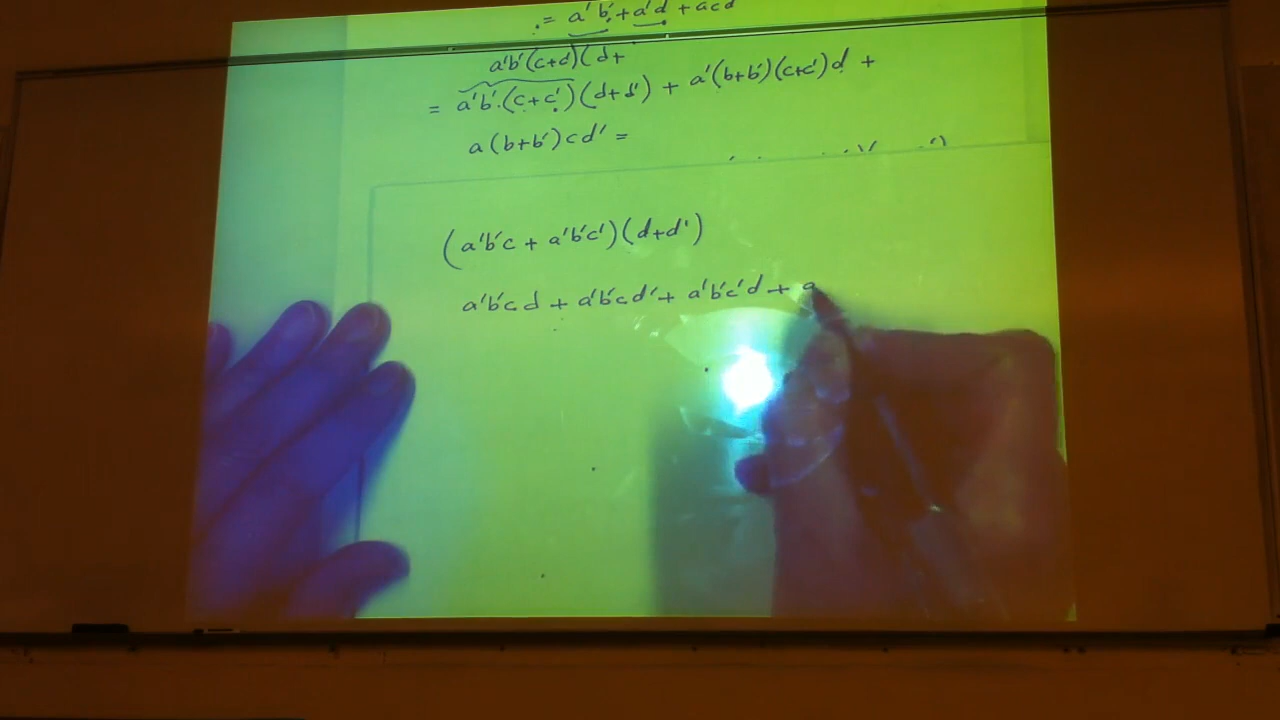 = a'b' + a'd + acd'
a'b'(c+d)(d+
= a'b'.(c+c')(d+d') + a'(b+b')(c+c')d +
a(b+b')cd' =
(a'b'c + a'b'c')(d+d')
a'b'cd + a'b'cd' + a'b'c'd + a